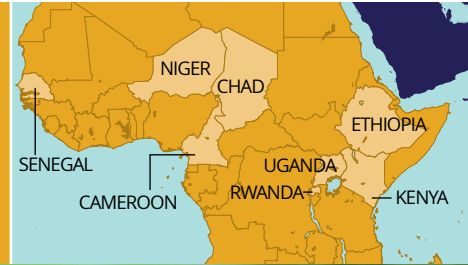 NIGER
CHAD
ETHIOPIA
SENEGAL
UGANDA
CAMEROON
RWANDA
KENYA